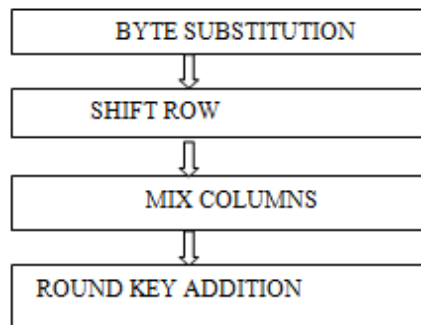 BYTE SUBSTITUTION
SHIFT ROW
MIX COLUMNS
ROUND KEY ADDITION